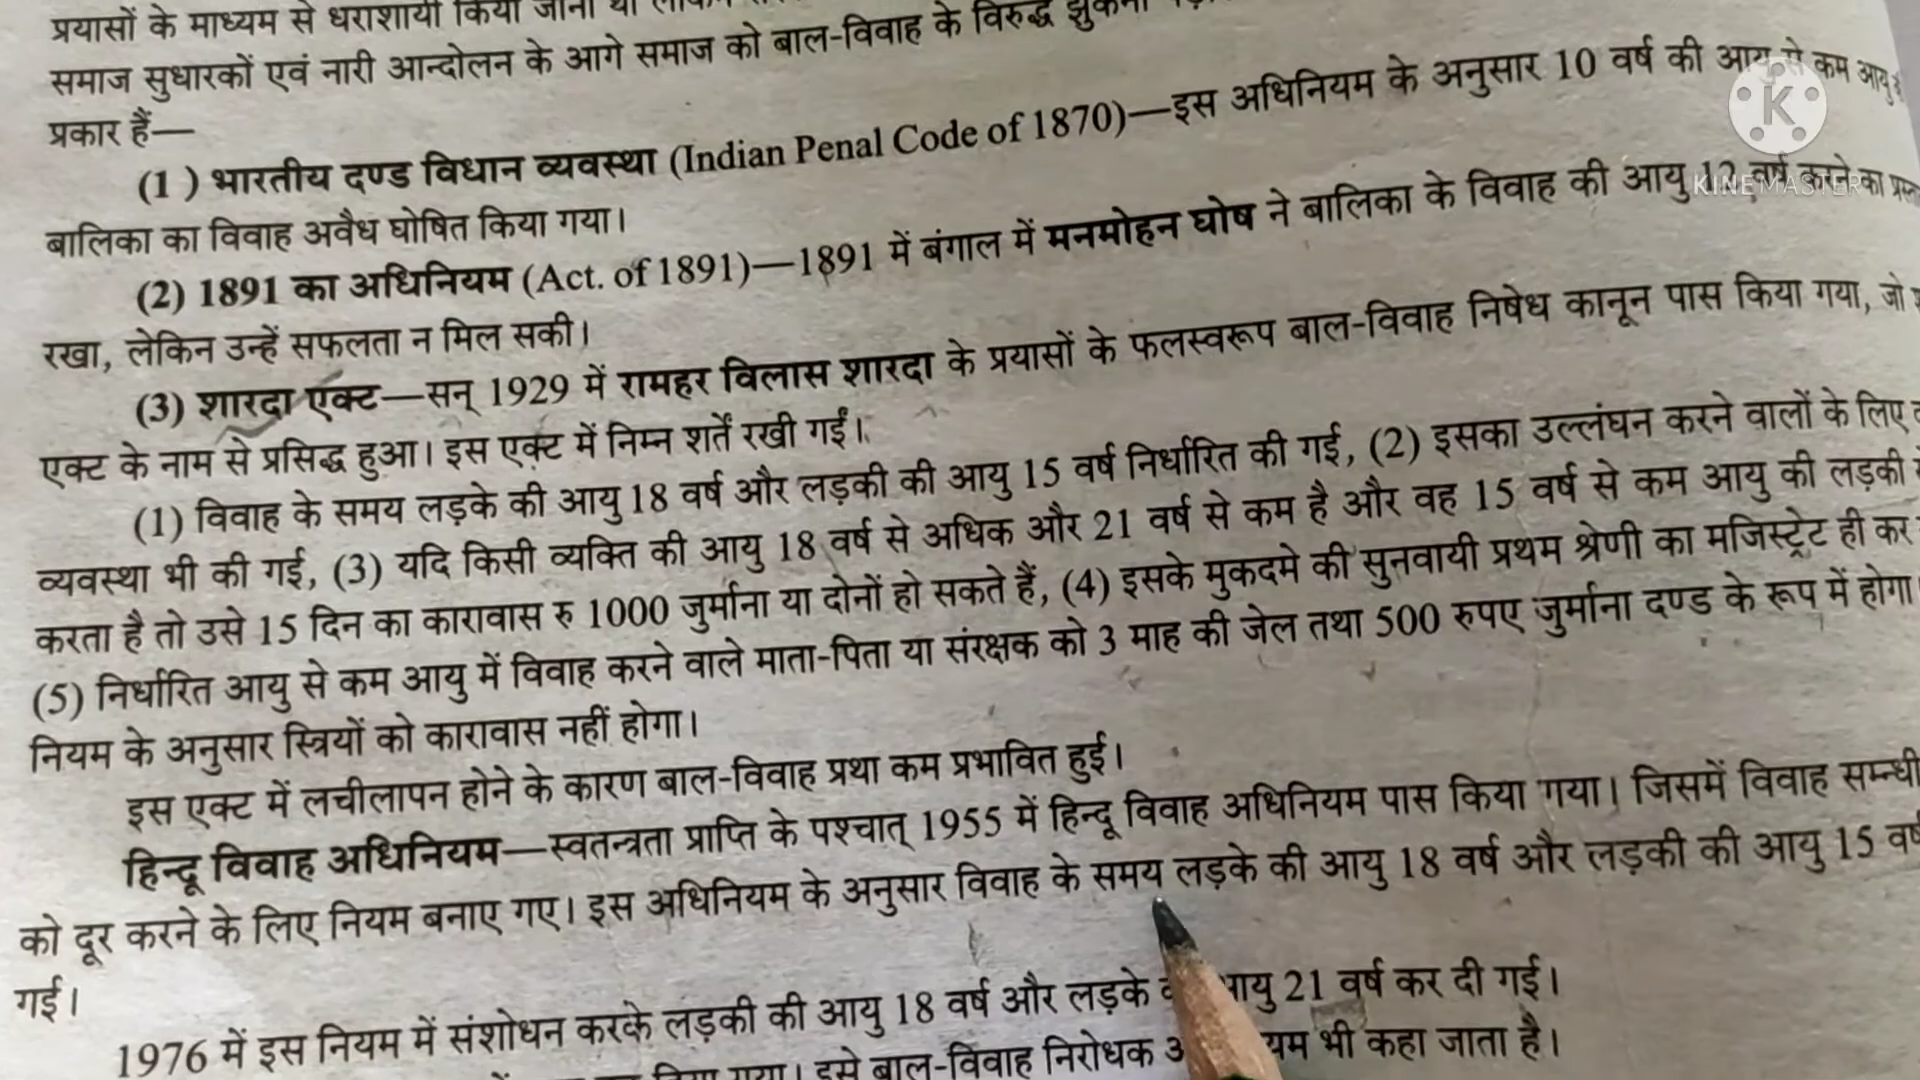 प्रयासों के माध्यम से धराशायी किया जाना था
समाज सुधारकों एवं नारी आन्दोलन के आगे समाज को बाल-विवाह के विरुद्ध झुकना
प्रकार हैं—
(1 ) भारतीय दण्ड विधान व्यवस्था (Indian Penal Code of 1870)—इस अधिनियम के अनुसार 10 वर्ष की आयु से कम आयु
बालिका का विवाह अवैध घोषित किया गया।
(2) 1891 का अधिनियम (Act. of 1891)—1891 में बंगाल में मनमोहन घोष ने बालिका के विवाह की आयु 12 वर्ष करने का
रखा, लेकिन उन्हें सफलता न मिल सकी।
(3) शारदा एक्ट—सन् 1929 में रामहर विलास शारदा के प्रयासों के फलस्वरूप बाल-विवाह निषेध कानून पास किया गया, जो
एक्ट के नाम से प्रसिद्ध हुआ। इस एक्ट में निम्न शर्तें रखी गईं।
(1) विवाह के समय लड़के की आयु 18 वर्ष और लड़की की आयु 15 वर्ष निर्धारित की गई, (2) इसका उल्लंघन करने वालों के लिए
व्यवस्था भी की गई, (3) यदि किसी व्यक्ति की आयु 18 वर्ष से अधिक और 21 वर्ष से कम है और वह 15 वर्ष से कम आयु की लड़की
करता है तो उसे 15 दिन का कारावास रु 1000 जुर्माना या दोनों हो सकते हैं, (4) इसके मुकदमे की सुनवायी प्रथम श्रेणी का मजिस्ट्रेट ही कर
(5) निर्धारित आयु से कम आयु में विवाह करने वाले माता-पिता या संरक्षक को 3 माह की जेल तथा 500 रुपए जुर्माना दण्ड के रूप में होगा।
नियम के अनुसार स्त्रियों को कारावास नहीं होगा।
इस एक्ट में लचीलापन होने के कारण बाल-विवाह प्रथा कम प्रभावित हुई।
हिन्दू विवाह अधिनियम—स्वतन्त्रता प्राप्ति के पश्चात् 1955 में हिन्दू विवाह अधिनियम पास किया गया। जिसमें विवाह सम्न्धी
को दूर करने के लिए नियम बनाए गए। इस अधिनियम के अनुसार विवाह के समय लड़के की आयु 18 वर्ष और लड़की की आयु 15 वर्ष
गई।
1976 में इस नियम में संशोधन करके लड़की की आयु 18 वर्ष और लड़के आयु 21 वर्ष कर दी गई।
गया। इसे बाल-विवाह निरोधक भी कहा जाता है।
K
KINEMASTER